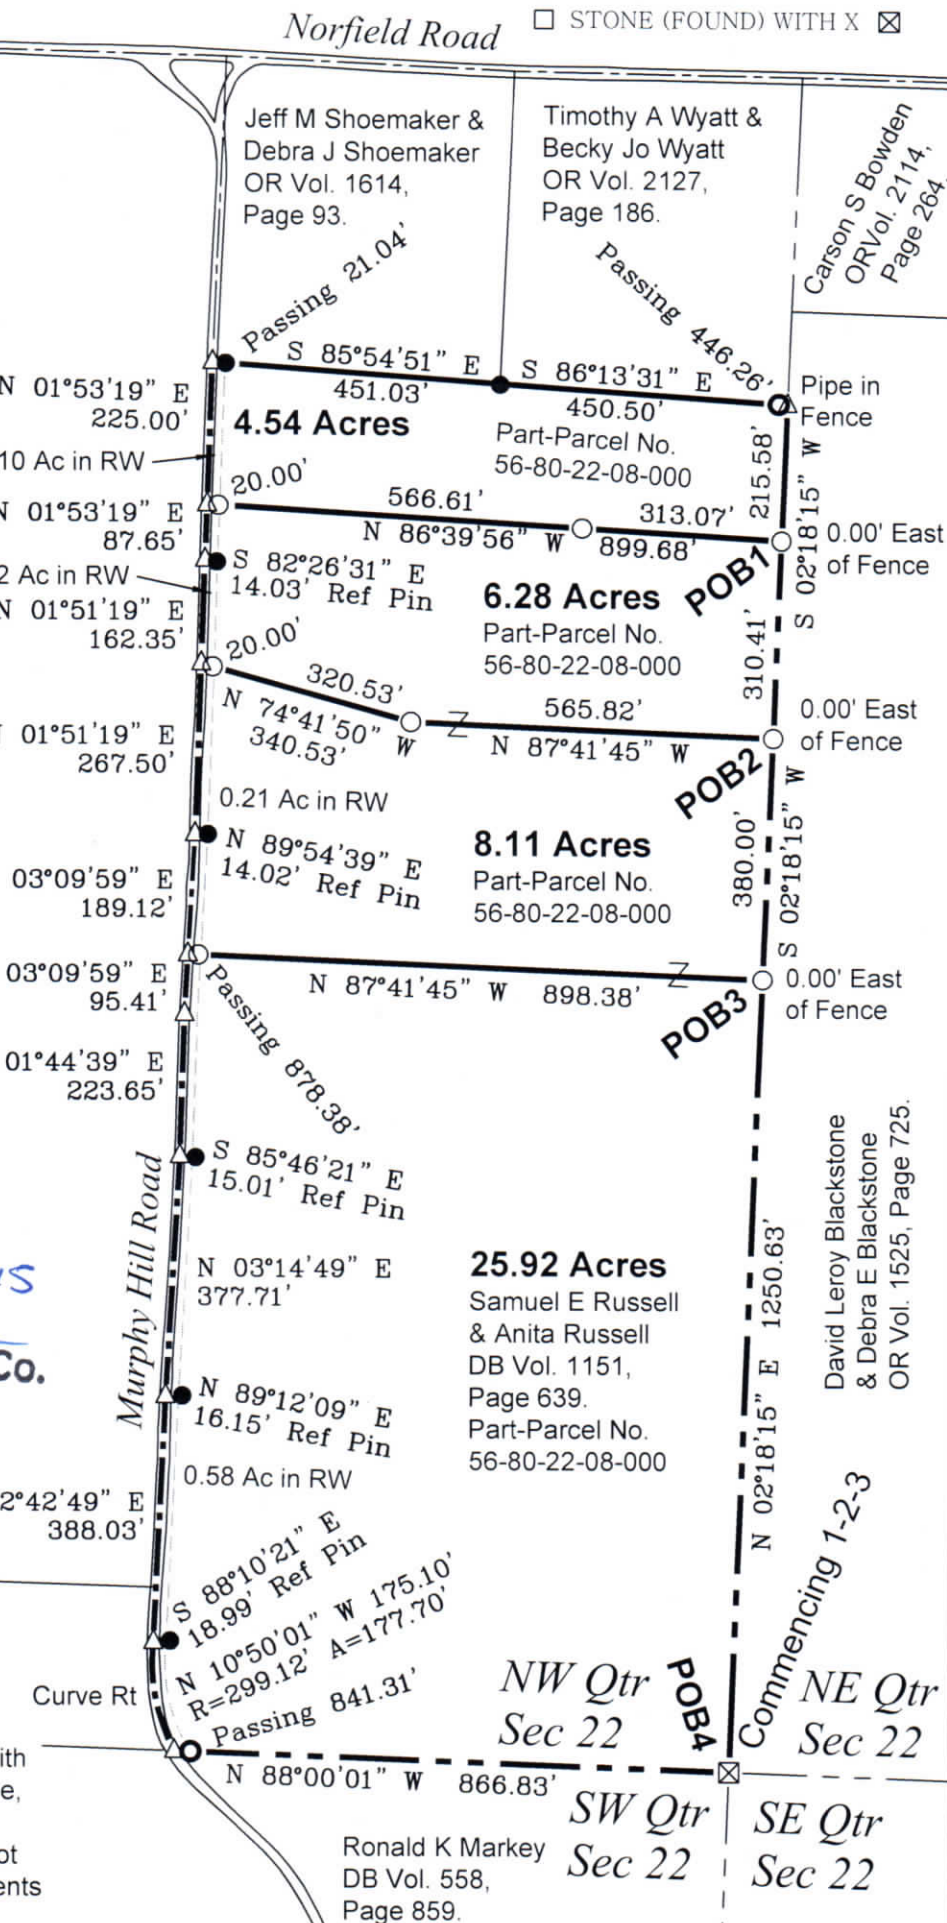 Norfield Road
STONE (FOUND) WITH X
Jeff M Shoemaker &
Debra J Shoemaker
OR Vol. 1614,
Page 93.
Timothy A Wyatt &
Becky Jo Wyatt
OR Vol. 2127,
Page 186.
Carson S Bowden
ORVol. 2114,
Page 264,
Passing 21.04'
Passing 446.26'
S 85°54'51" E
451.03'
S 86°13'31" E
450.50'
Pipe in
Fence
N 01°53'19" E
225.00'
4.54 Acres
Part-Parcel No.
56-80-22-08-000
215.58'
S 02°18'15" W
10 Ac in RW
20.00'
566.61'
313.07'
N 86°39'56" W
899.68'
POB1
0.00' East
of Fence
N 01°53'19" E
87.65'
S 82°26'31" E
14.03' Ref Pin
2 Ac in RW
6.28 Acres
Part-Parcel No.
56-80-22-08-000
310.41'
N 01°51'19" E
162.35'
20.00'
320.53'
N 74°41'50" W
340.53'
565.82'
N 87°41'45" W
POB2
0.00' East
of Fence
01°51'19" E
267.50'
0.21 Ac in RW
N 89°54'39" E
14.02' Ref Pin
8.11 Acres
Part-Parcel No.
56-80-22-08-000
380.00'
S 02°18'15" W
03°09'59" E
189.12'
03°09'59" E
95.41'
N 87°41'45" W 898.38'
POB3
0.00' East
of Fence
Passing 878.38'
01°44'39" E
223.65'
S 85°46'21" E
15.01' Ref Pin
Murphy Hill Road
N 03°14'49" E
377.71'
25.92 Acres
Samuel E Russell
& Anita Russell
DB Vol. 1151,
Page 639.
Part-Parcel No.
56-80-22-08-000
N 02°18'15" E 1250.63'
David Leroy Blackstone
& Debra E Blackstone
OR Vol. 1525, Page 725.
Co.
N 89°12'09" E
16.15' Ref Pin
0.58 Ac in RW
2°42'49" E
388.03'
S 88°10'21" E
18.99' Ref Pin
N 10°50'01" W 175.10'
R=299.12' A=177.70'
Passing 841.31'
Curve Rt
N 88°00'01" W 866.83'
POB4
Commencing 1-2-3
NW Qtr
Sec 22
NE Qtr
Sec 22
SW Qtr
Sec 22
SE Qtr
Sec 22
Ronald K Markey
DB Vol. 558,
Page 859.
ith
e,
ot
ents